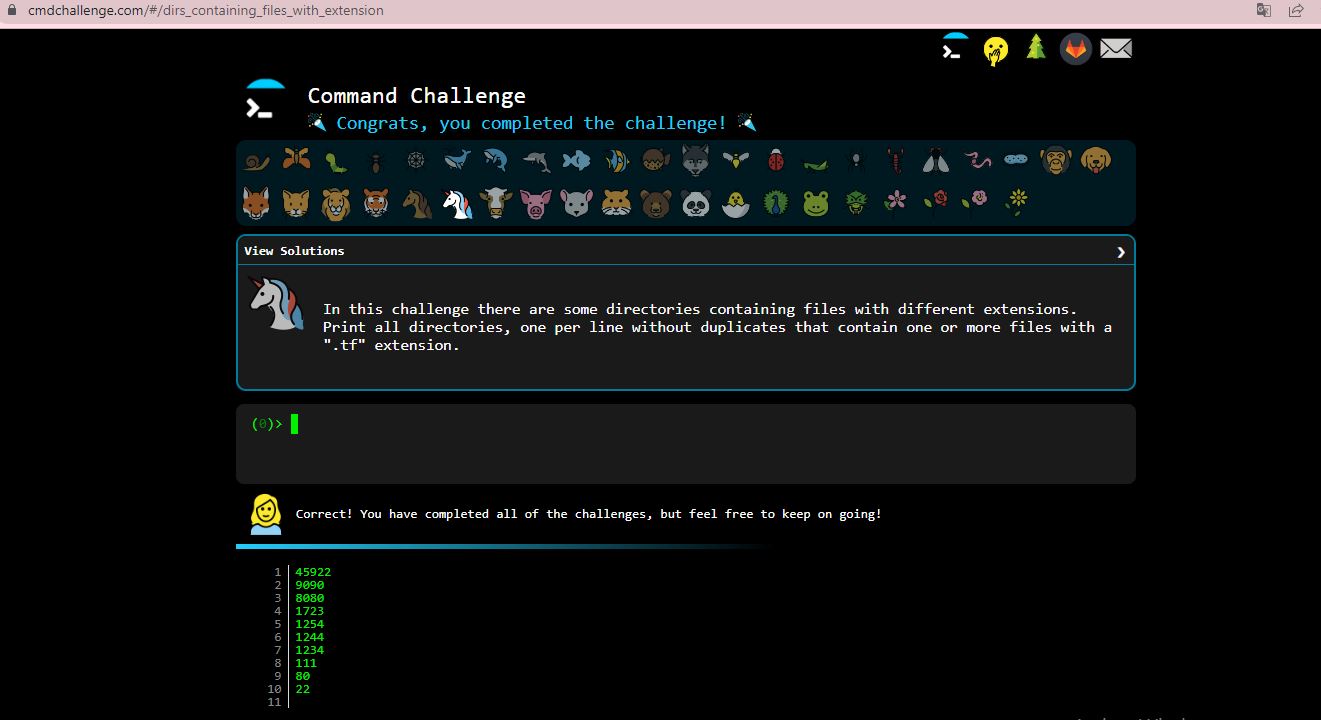 cmdchallenge.com/#/dirs_containing_files_with_extension
Command Challenge
Congrats, you completed the challenge!
View Solutions
In this challenge there are some directories containing files with different extensions.
Print all directories, one per line without duplicates that contain one or more files with a
".tf" extension.
(0)>
Correct! You have completed all of the challenges, but feel free to keep on going!
1 45922
2 9090
3 8080
4 1723
5 1254
6 1244
7 1234
8 111
9 80
10 22
11